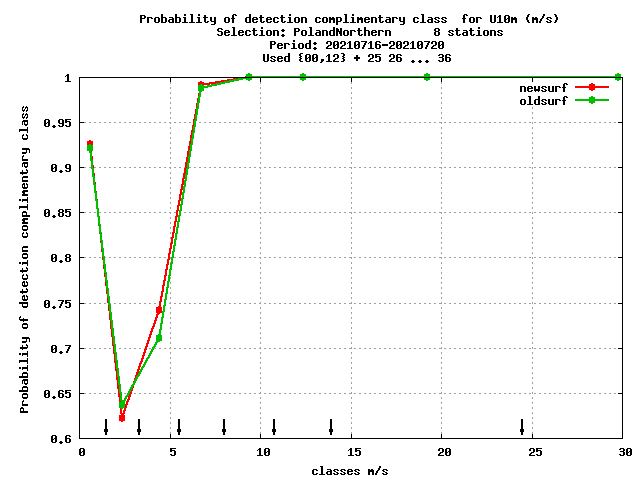 Probability of detection complimentary class  for U10m (m/s)
Selection: PolandNorthern      8 stations
Period: 20210716-20210720
Used {00,12} + 25 26 ... 36
newsurf
oldsurf
Probability of detection complimentary class
1
0.95
0.9
0.85
0.8
0.75
0.7
0.65
0.6
0 5 10 15 20 25 30
classes m/s